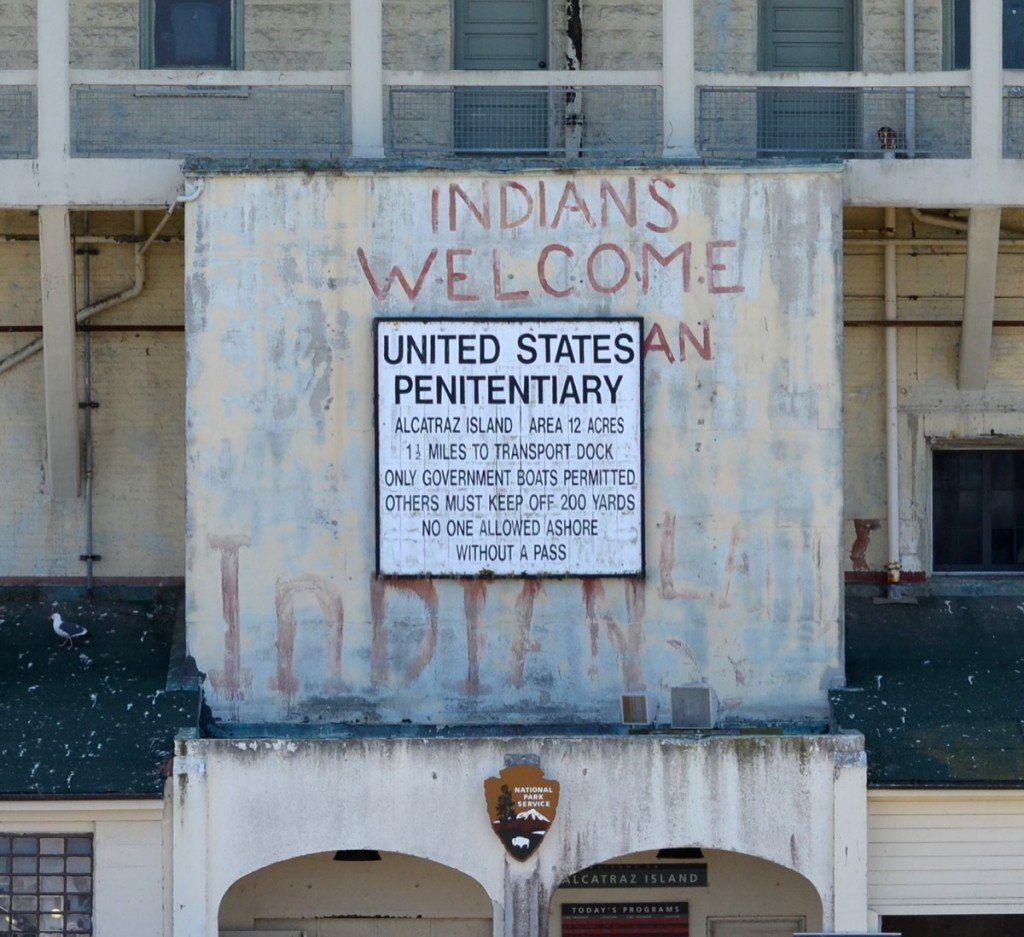 INDIANS
WELCOME
AN
UNITED STATES
PENITENTIARY
ALCATRAZ ISLAND AREA 12 ACRES
1½ MILES TO TRANSPORT DOCK
ONLY GOVERNMENT BOATS PERMITTED
OTHERS MUST KEEP OFF 200 YARDS
NO ONE ALLOWED ASHORE
WITHOUT A PASS
INDIAN LA
NATIONAL
PARK
SERVICE
ALCATRAZ ISLAND
TODAY'S PROGRAMS